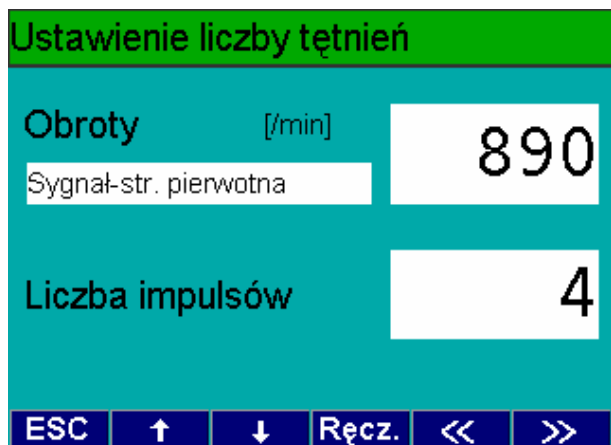 Ustawienie liczby tętnień
Obroty [/min] 890
Sygnał-str. pierwotna
Liczba impulsów 4
ESC ↑ ↓ Ręcz. << >>